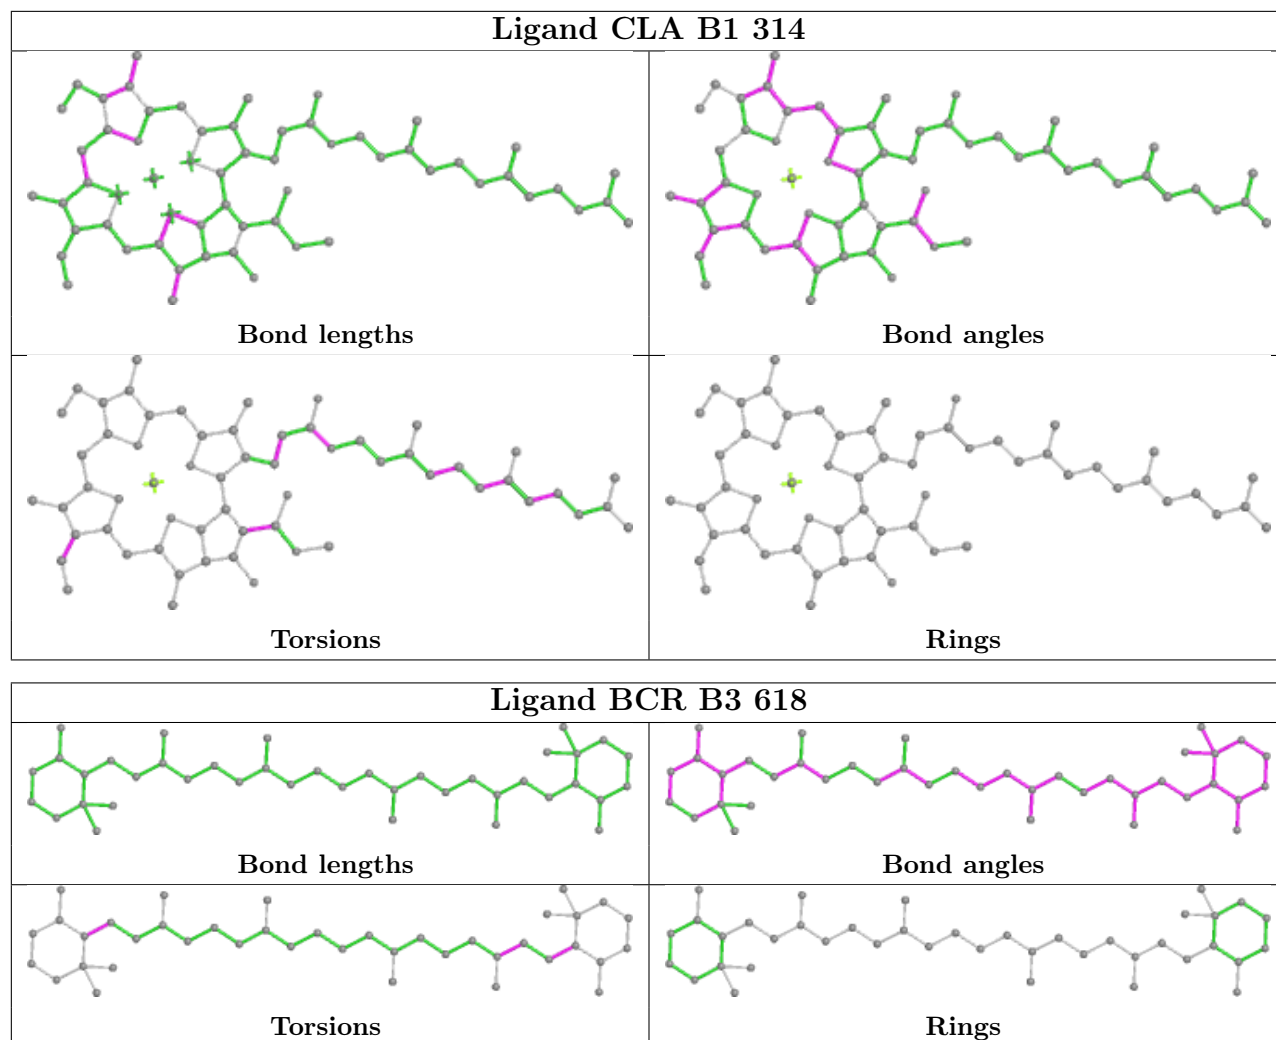 Ligand CLA B1 314
Bond lengths
Bond angles
Torsions
Rings
Ligand BCR B3 618
Bond lengths
Bond angles
Torsions
Rings